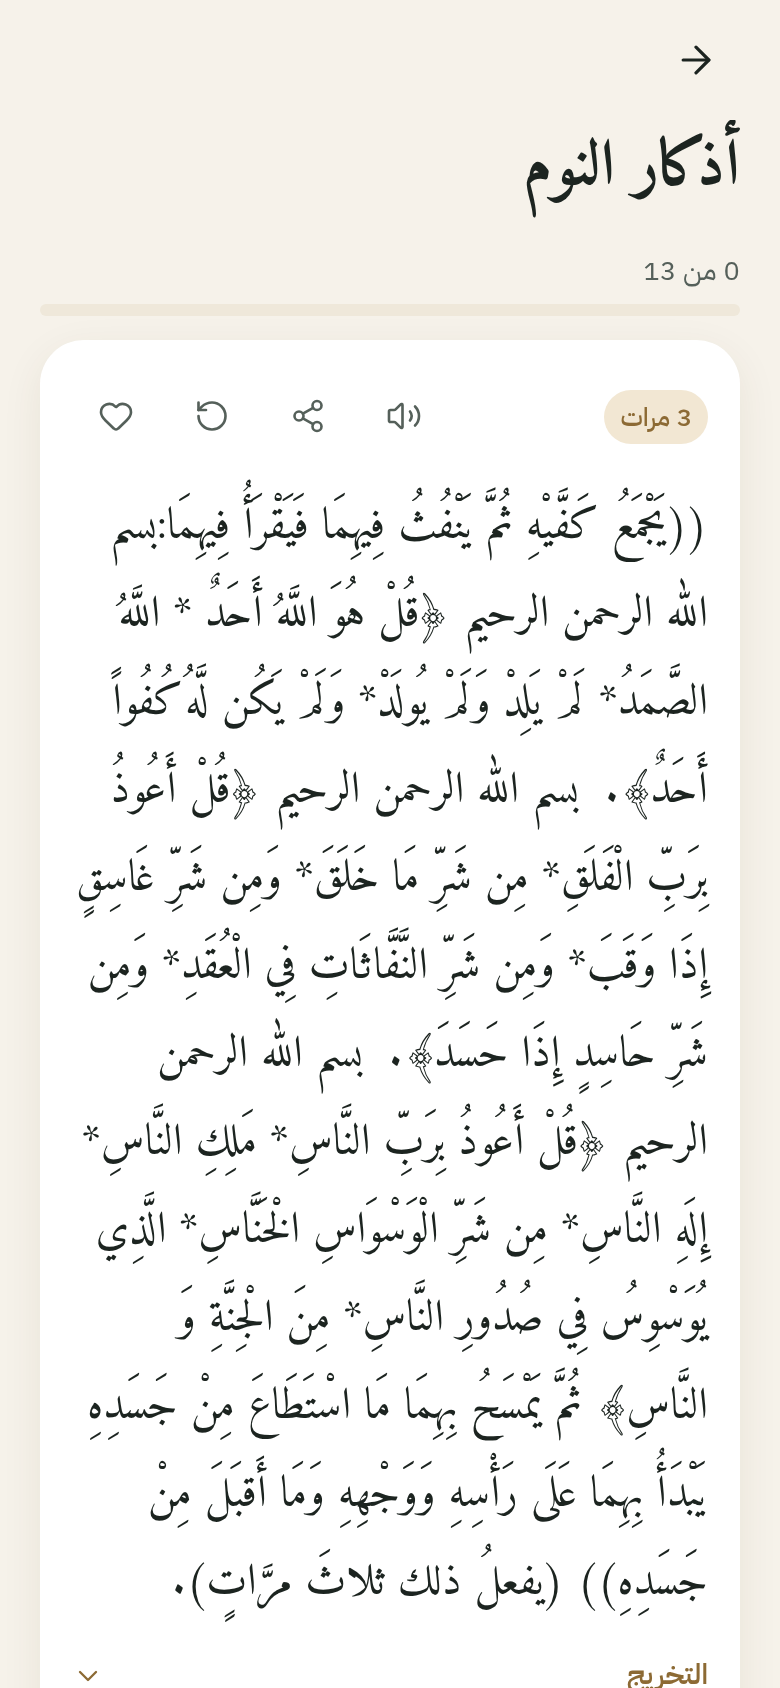 أذكار النوم
0 من 13
3 مرات
((يَجْمَعُ كَفَّيْهِ ثُمَّ يَنْفُثُ فِيهِمَا فَيَقْرَأُ فِيهِمَا:بسم
الله الرحمن الرحيم ﴿قُلْ هُوَ اللَّهُ أَحَدٌ * اللَّهُ
الصَّمَدُ* لَمْ يَلِدْ وَلَمْ يُولَدْ* وَلَمْ يَكُن لَّهُ كُفُواً
أَحَدٌ﴾. بسم الله الرحمن الرحيم ﴿قُلْ أَعُوذُ
بِرَبِّ الْفَلَقِ* مِن شَرِّ مَا خَلَقَ* وَمِن شَرِّ غَاسِقٍ
إِذَا وَقَبَ* وَمِن شَرِّ النَّفَّاثَاتِ فِي الْعُقَدِ* وَمِن
شَرِّ حَاسِدٍ إِذَا حَسَدَ﴾. بسم الله الرحمن
الرحيم ﴿قُلْ أَعُوذُ بِرَبِّ النَّاسِ* مَلِكِ النَّاسِ*
إِلَهِ النَّاسِ* مِن شَرِّ الْوَسْوَاسِ الْخَنَّاسِ* الَّذِي
يُوَسْوِسُ فِي صُدُورِ النَّاسِ* مِنَ الْجِنَّةِ وَ
النَّاسِ﴾ ثُمَّ يَمْسَحُ بِهِمَا مَا اسْتَطَاعَ مِنْ جَسَدِهِ
يَبْدَأُ بِهِمَا عَلَى رَأْسِهِ وَوَجْهِهِ وَمَا أَقبَلَ مِنْ
جَسَدِهِ)) (يفعلُ ذلك ثلاثَ مرَّاتٍ).
التخريج